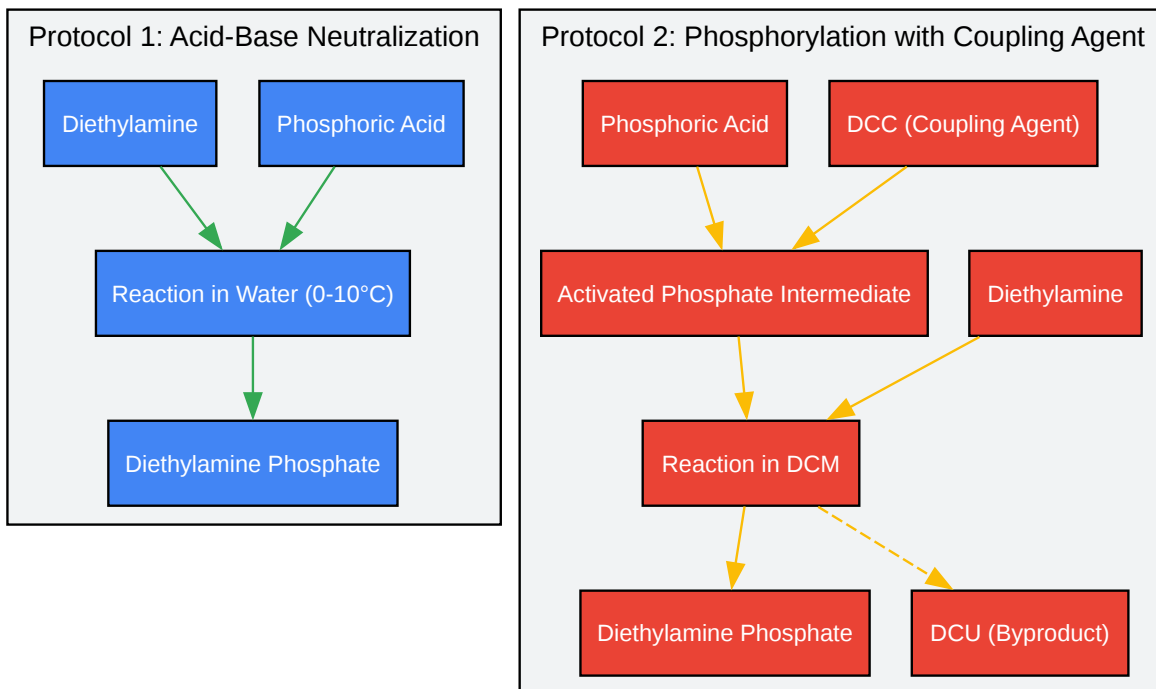 Protocol 1: Acid-Base Neutralization
Diethylamine
Phosphoric Acid
Reaction in Water (0-10°C)
Diethylamine Phosphate
Protocol 2: Phosphorylation with Coupling Agent
Phosphoric Acid
DCC (Coupling Agent)
Activated Phosphate Intermediate
Diethylamine
Reaction in DCM
Diethylamine Phosphate
DCU (Byproduct)